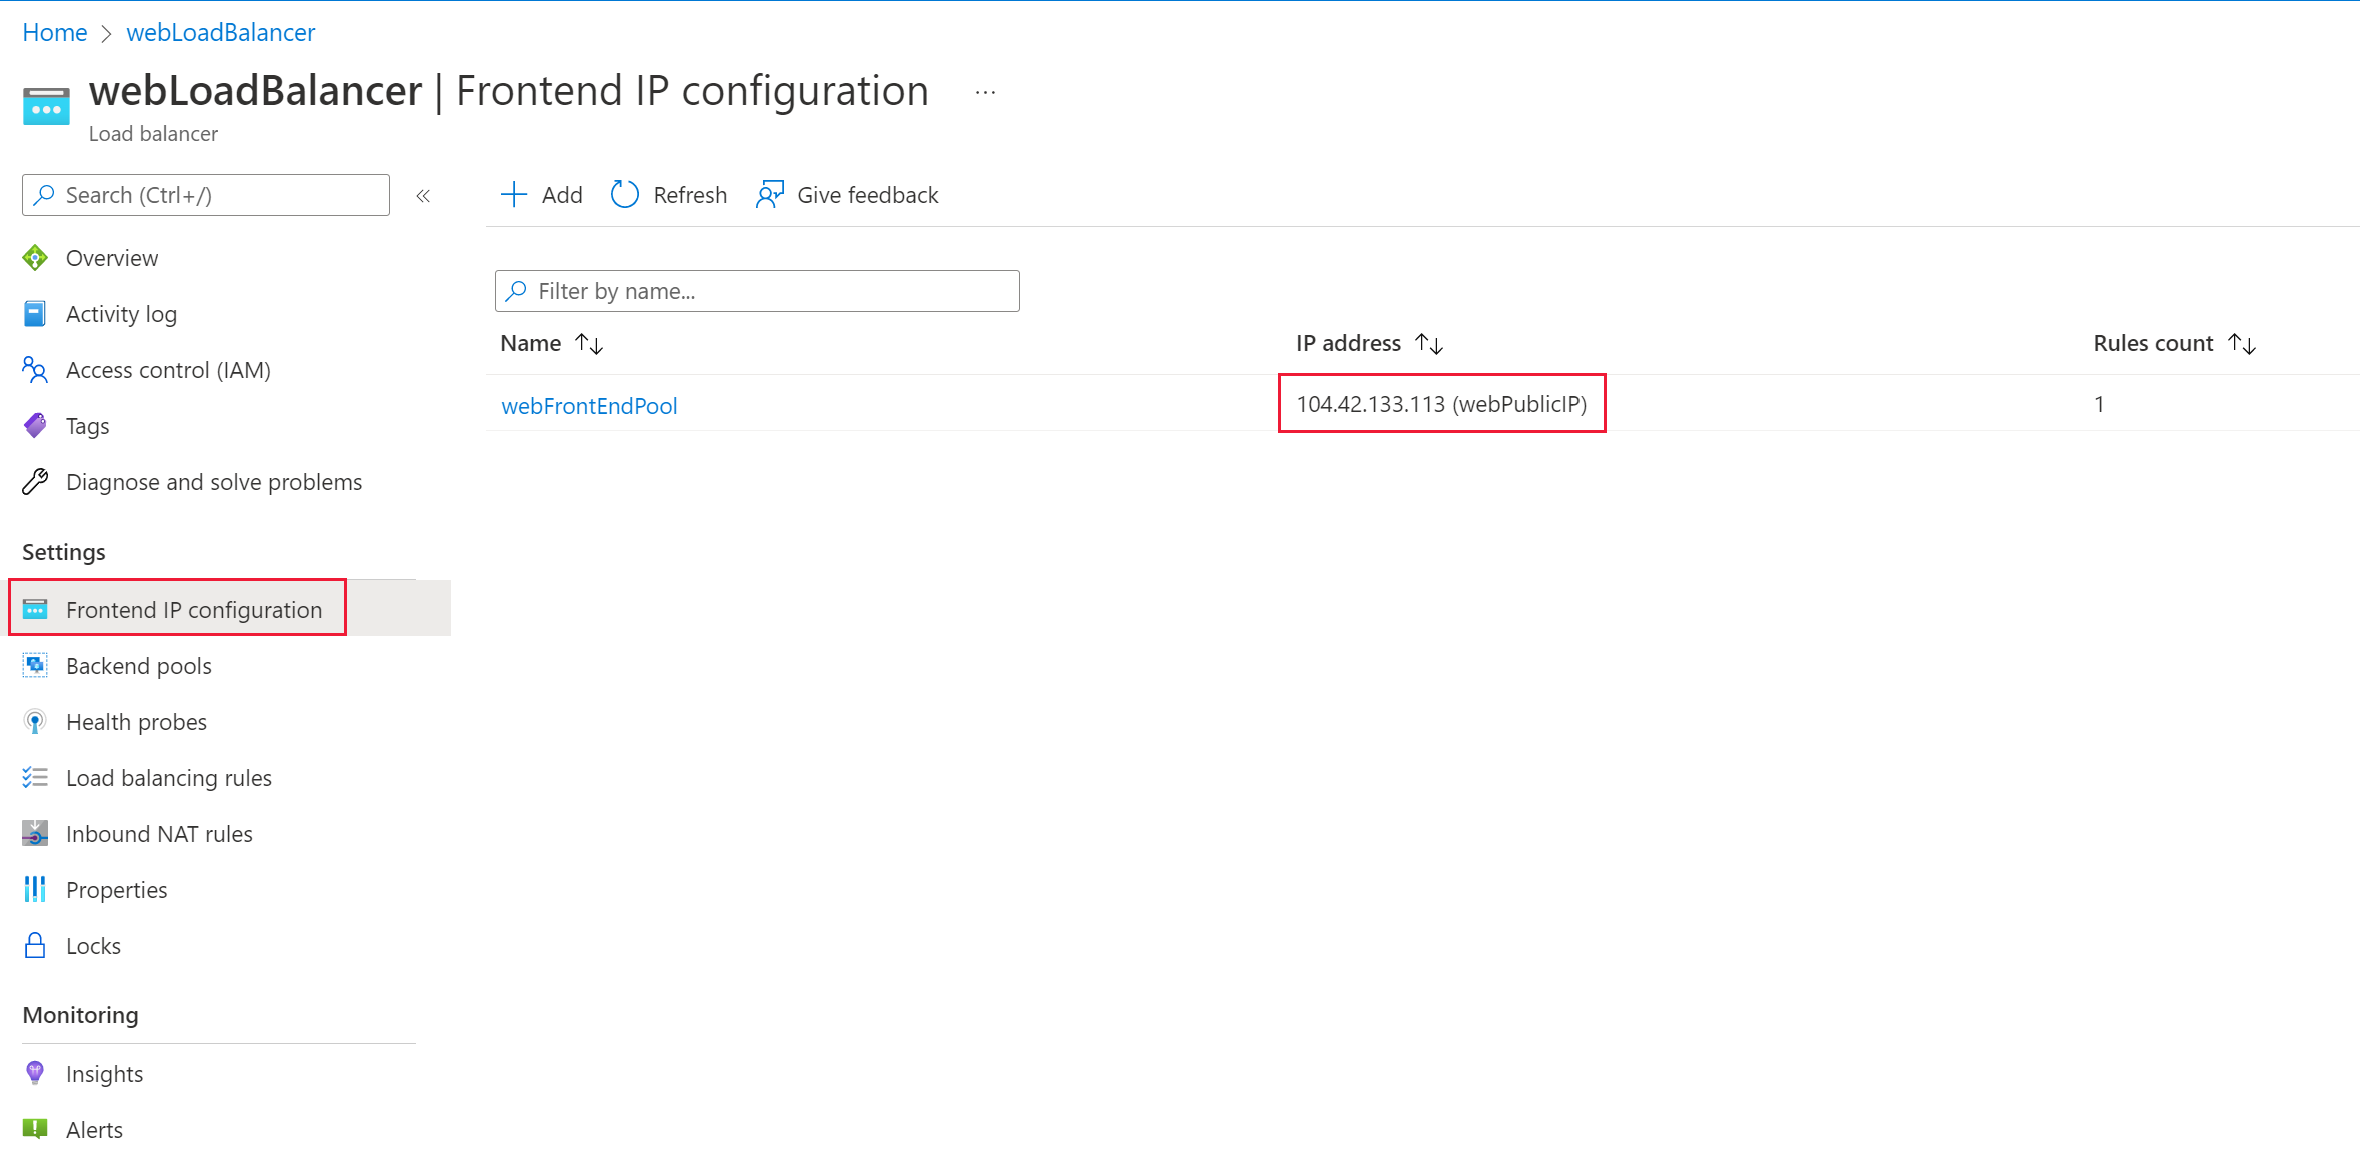 Home > webLoadBalancer
webLoadBalancer | Frontend IP configuration ...
Load balancer
Search (Ctrl+/) «
Add Refresh Give feedback
Overview
Activity log
Access control (IAM)
Tags
Diagnose and solve problems
Settings
Frontend IP configuration
Backend pools
Health probes
Load balancing rules
Inbound NAT rules
Properties
Locks
Monitoring
Insights
Alerts
Filter by name...
Name ↑↓ IP address ↑↓ Rules count ↑↓
webFrontEndPool 104.42.133.113 (webPublicIP) 1